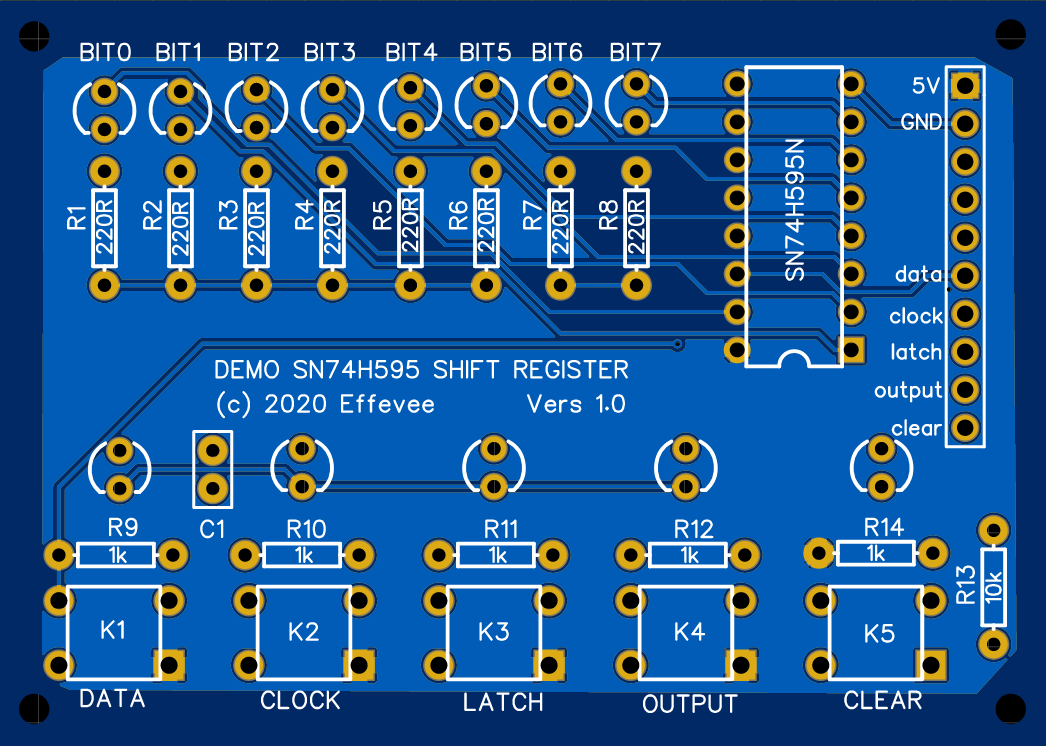 BIT0 BIT1 BIT2 BIT3 BIT4 BIT5 BIT6 BIT7
5V
GND
R1 220R R2 220R R3 220R R4 220R R5 220R R6 220R R7 220R R8 220R
SN74H595N
data
clock
latch
output
clear
DEMO SN74H595 SHIFT REGISTER
(c) 2020 Effevee Vers 1.0
R9 C1 R10 R11 R12 R14
1k 1k 1k 1k 1k
R13 10k
K1 K2 K3 K4 K5
DATA CLOCK LATCH OUTPUT CLEAR